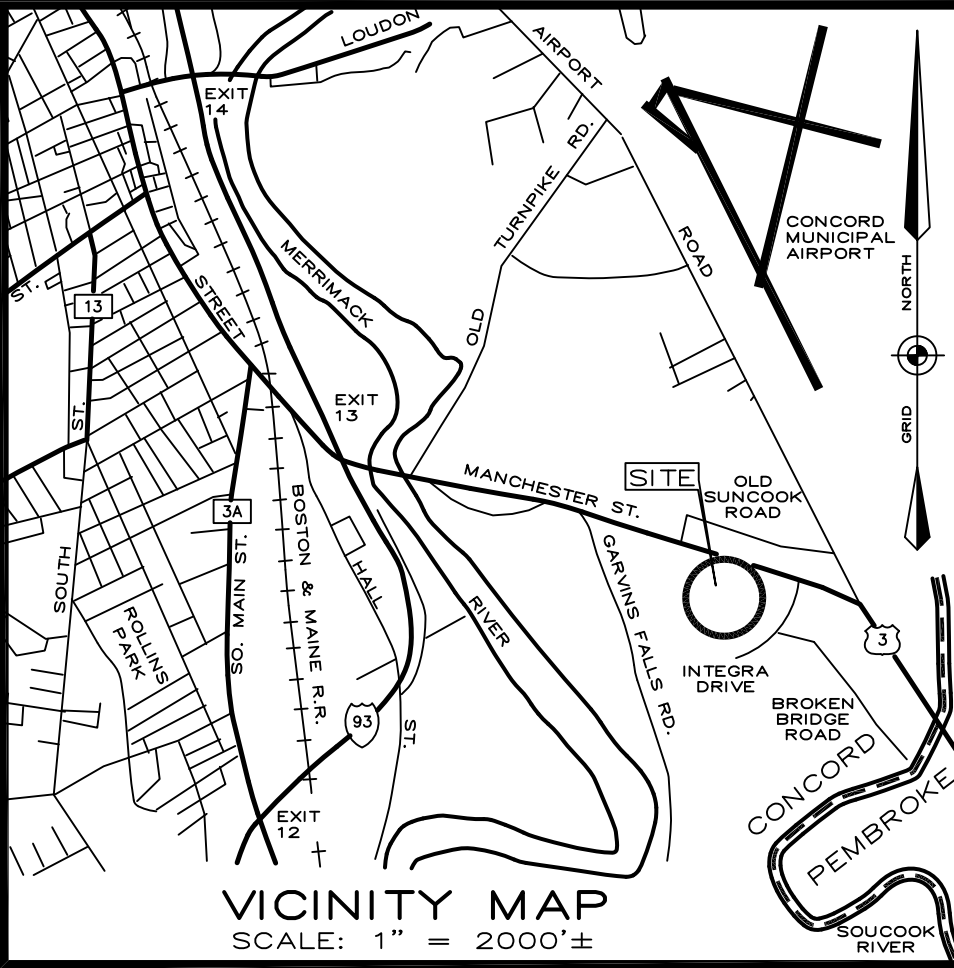 LOUDON
AIRPORT
EXIT
14
TURNPIKE RD.
CONCORD
MUNICIPAL
AIRPORT
ROAD
NORTH
MERRIMACK
ST.
13
STREET
OLD
EXIT
13
ST.
GRID
MANCHESTER ST.
SITE
OLD
SUNCOOK
ROAD
3A
BOSTON & MAINE R.R.
HALL
SOUTH
SO. MAIN ST.
ROLLINS
PARK
RIVER
GARVINS FALLS RD.
3
INTEGRA
DRIVE
BROKEN
BRIDGE
ROAD
93
ST.
CONCORD
PEMBROKE
EXIT
12
VICINITY MAP
SCALE: 1" = 2000'±
SOUCOOK
RIVER